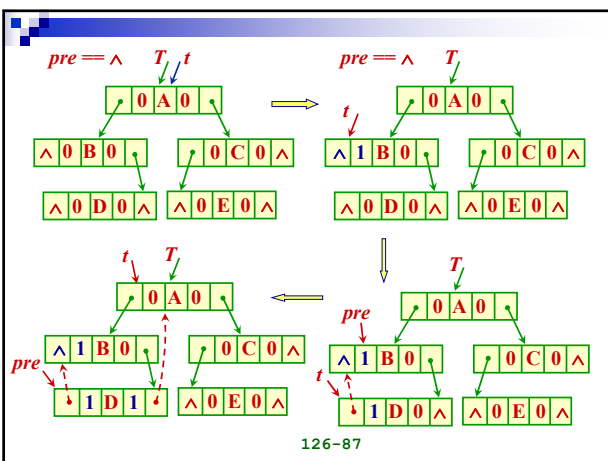 pre == ∧ T t
0 A 0
∧ 0 B 0
0 C 0 ∧
∧ 0 D 0 ∧
∧ 0 E 0 ∧
pre == ∧ T
0 A 0
t
∧ 1 B 0
0 C 0 ∧
∧ 0 D 0 ∧
∧ 0 E 0 ∧
t T
0 A 0
∧ 1 B 0
0 C 0 ∧
pre
1 D 1
∧ 0 E 0 ∧
T
0 A 0
pre
∧ 1 B 0
0 C 0 ∧
t
1 D 0 ∧
∧ 0 E 0 ∧
126-87